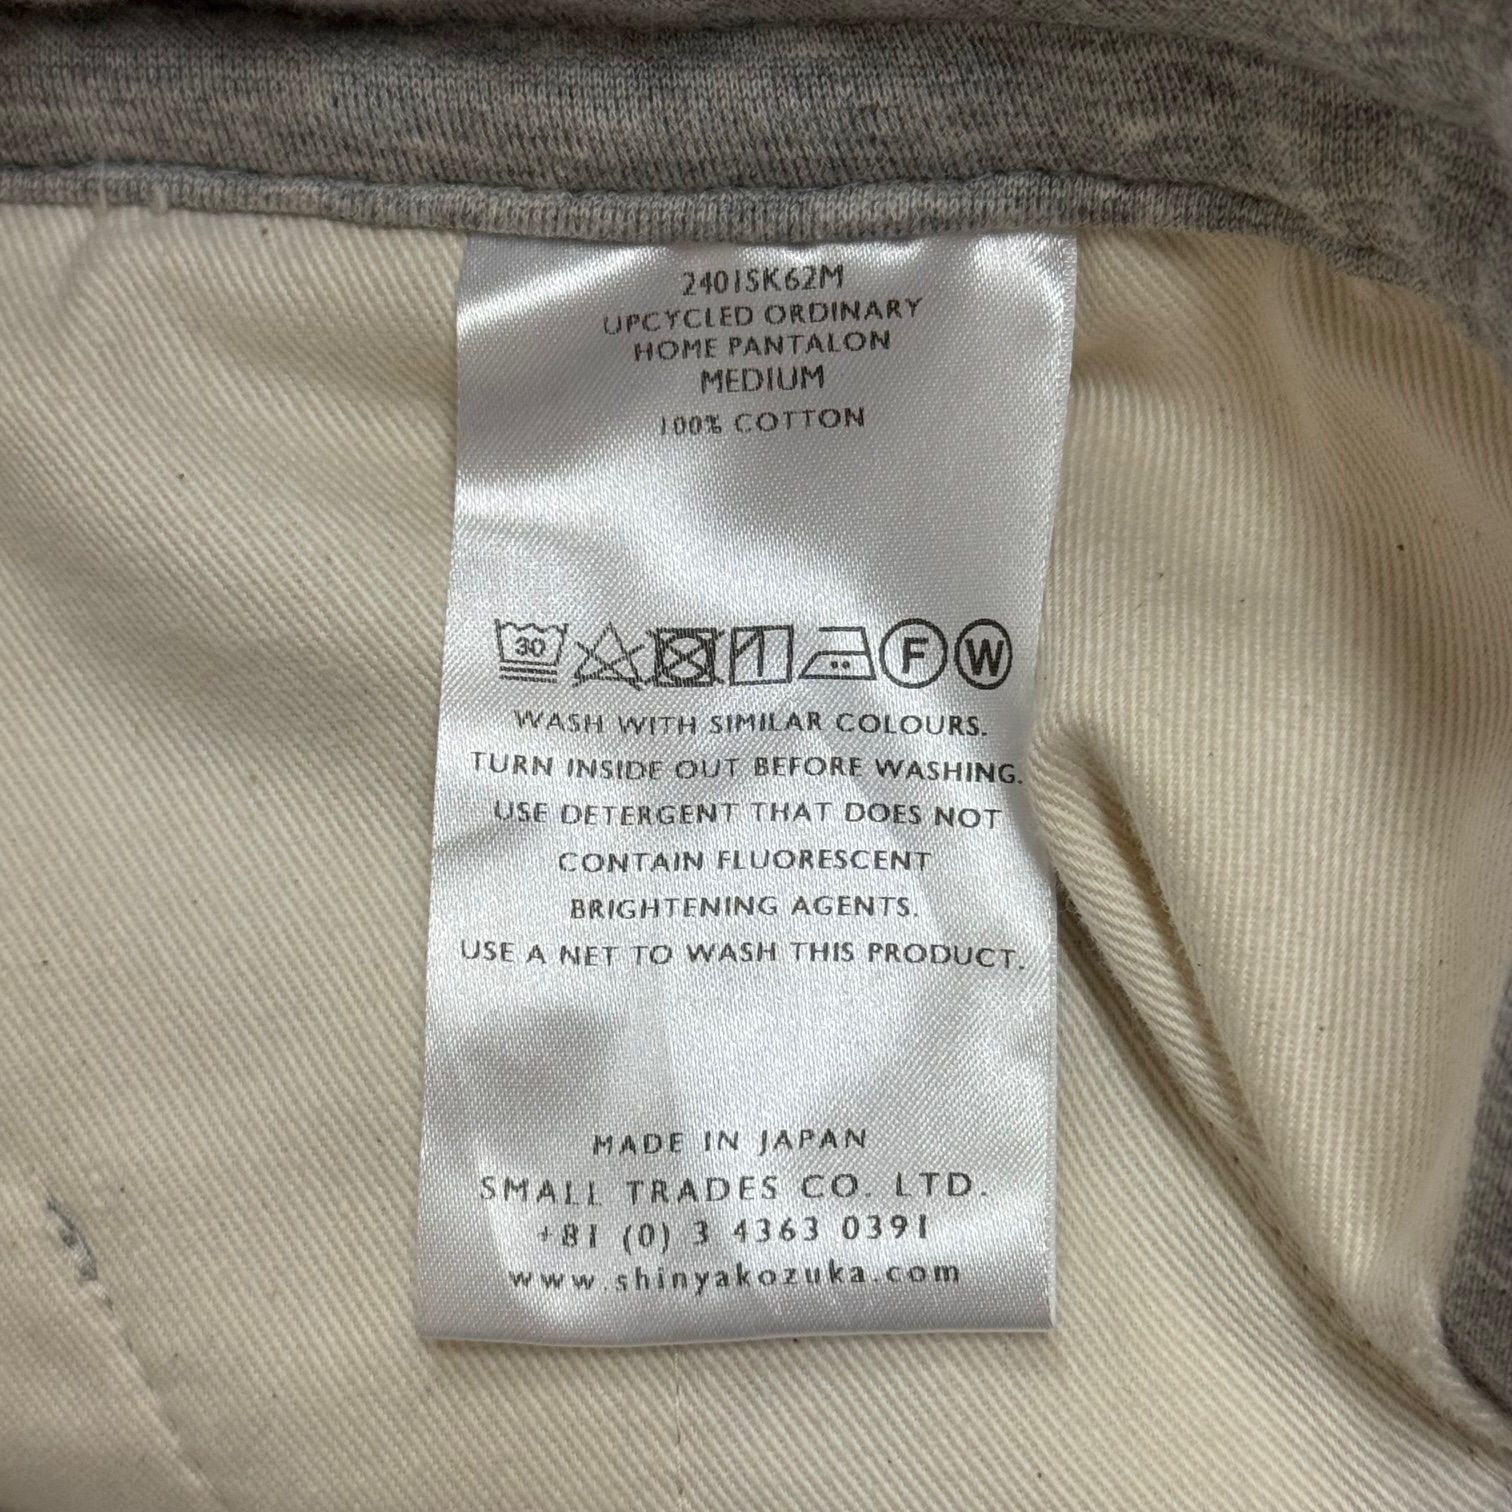 2401SK62M
UPCYCLED ORDINARY
HOME PANTALON
MEDIUM
100% COTTON
30 F W
WASH WITH SIMILAR COLOURS.
TURN INSIDE OUT BEFORE WASHING.
USE DETERGENT THAT DOES NOT
CONTAIN FLUORESCENT
BRIGHTENING AGENTS.
USE A NET TO WASH THIS PRODUCT.
MADE IN JAPAN
SMALL TRADES CO. LTD.
+81 (0) 3 4363 0391
www.shinyakozuka.com